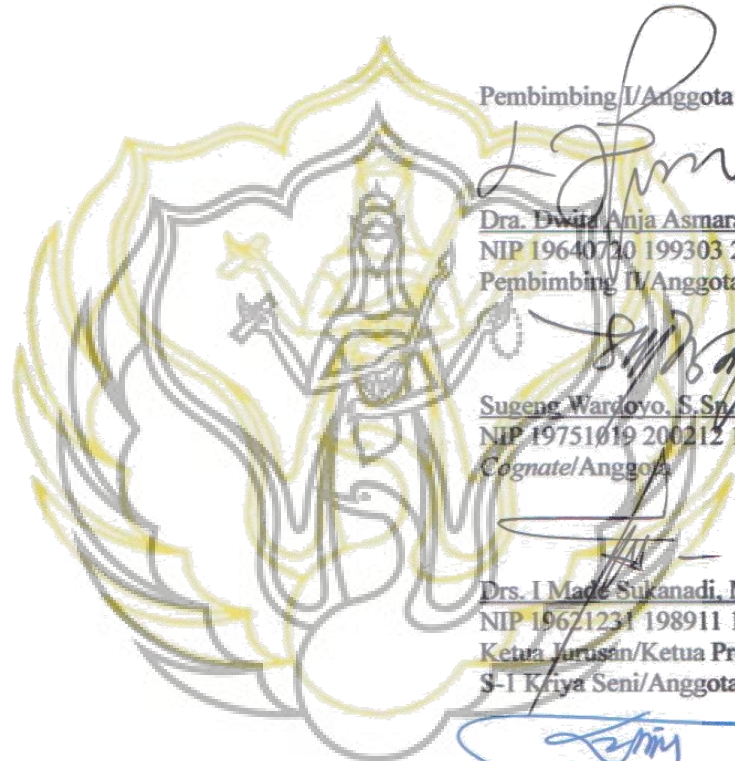 Pembimbing I/Anggota
Dra. Dwita Anja Asmara
NIP 19640720 199303 2
Pembimbing II/Anggota
Sugeng Wardoyo, S.Sn.
NIP 19751019 200212 1
Cognate/Anggota
Drs. I Made Sukanadi, M
NIP 19621231 198911 1
Ketua Jurusan/Ketua Pr
S-1 Kriya Seni/Anggota